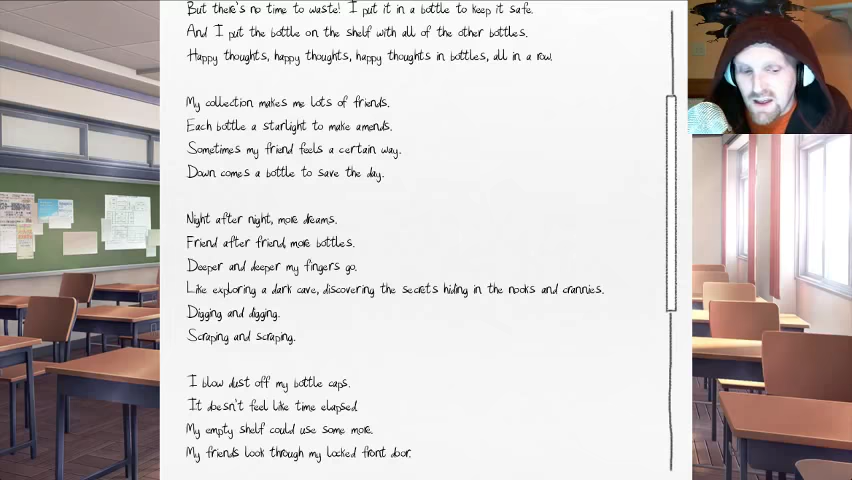 But there's no time to waste! I put it in a bottle to keep it safe.
And I put the bottle on the shelf with all of the other bottles.
Happy thoughts, happy thoughts, happy thoughts in bottles, all in a row.
My collection makes me lots of friends.
Each bottle a starlight to make amends.
Sometimes my friend feels a certain way.
Down comes a bottle to save the day.
Night after night, more dreams.
Friend after friend, more bottles.
Deeper and deeper my fingers go.
Like exploring a dark cave, discovering the secrets hiding in the nooks and crannies.
Digging and digging.
Scraping and scraping.
I blow dust off my bottle caps.
It doesn't feel like time elapsed.
My empty shelf could use some more.
My friends look through my locked front door.